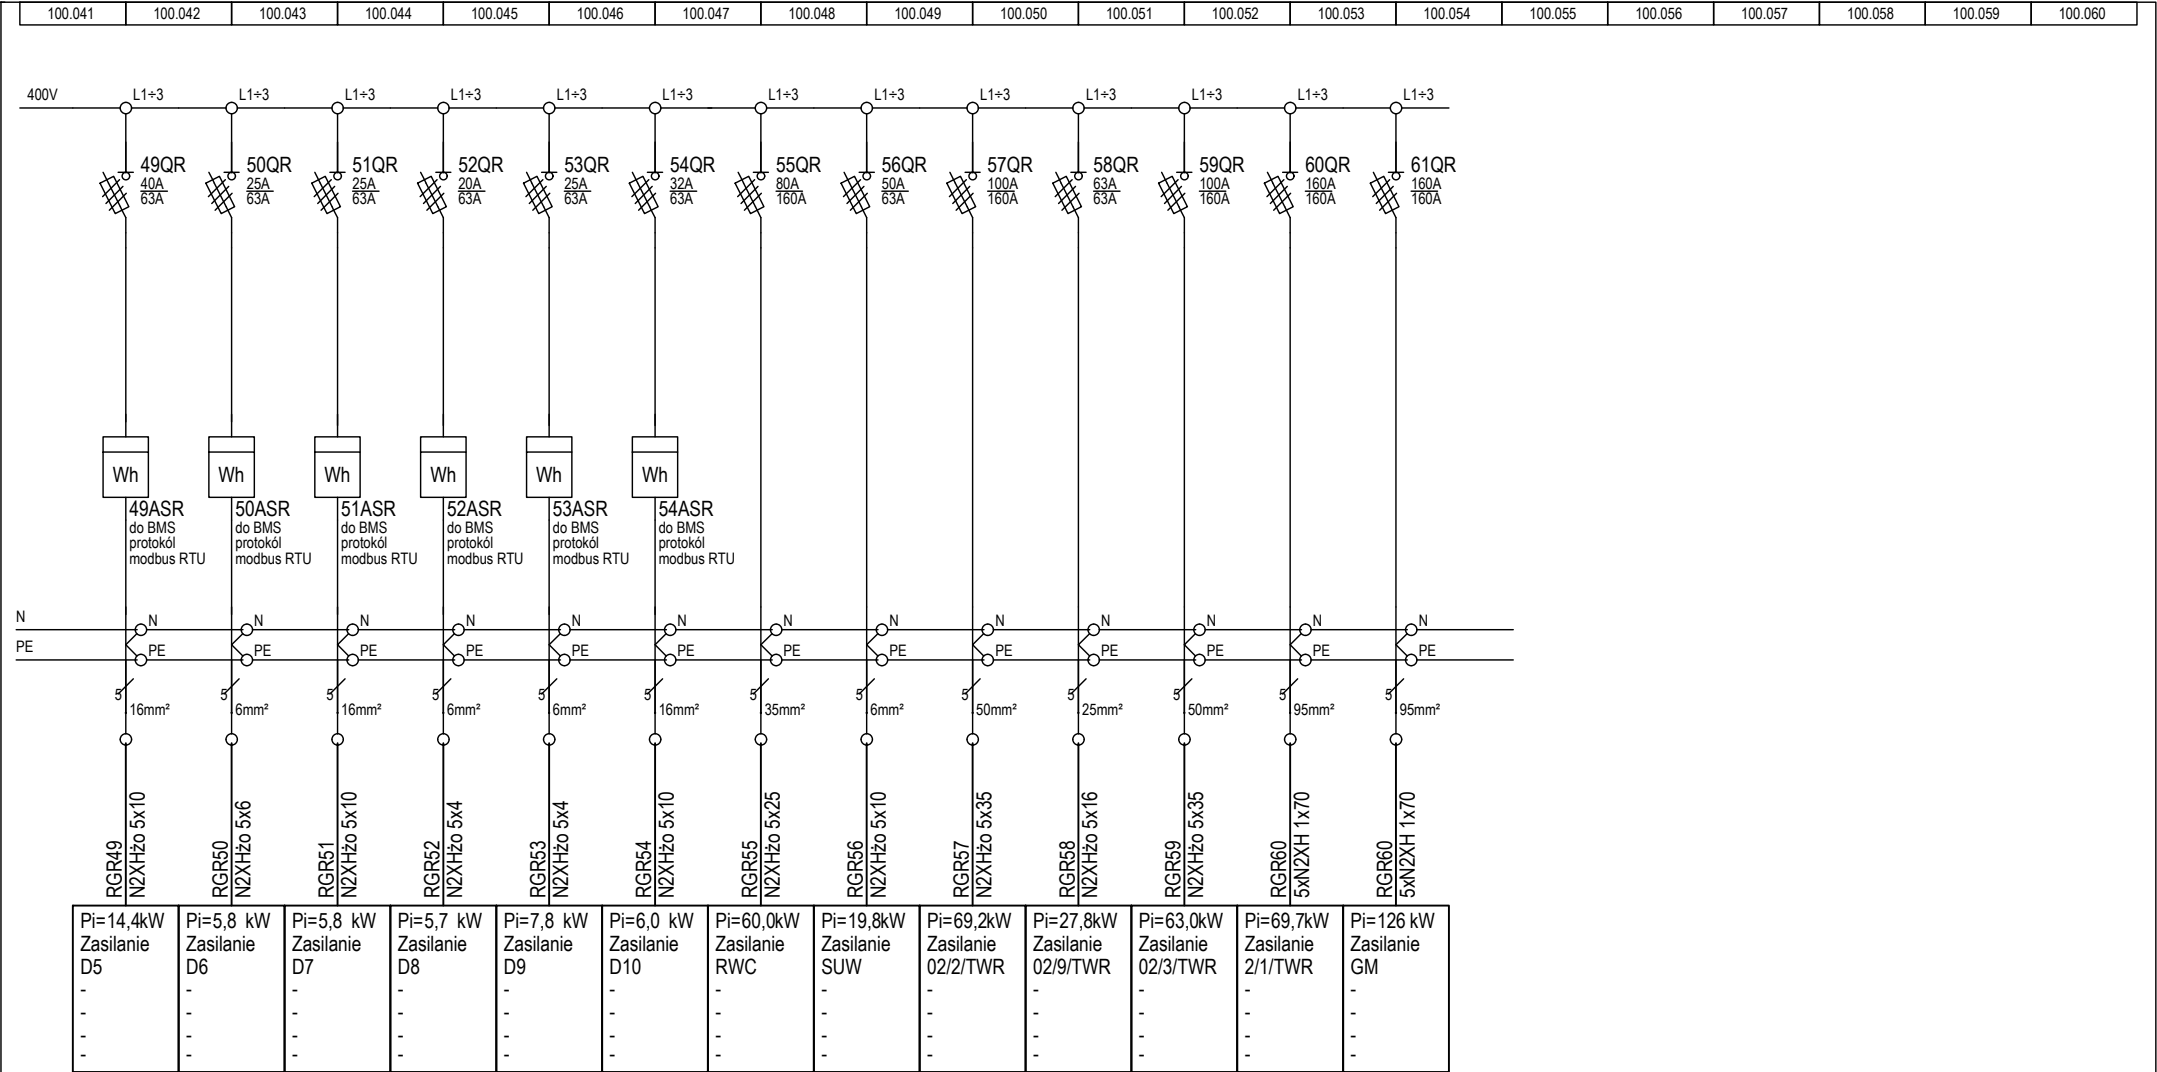 100.041 100.042 100.043 100.044 100.045 100.046 100.047 100.048 100.049 100.050 100.051 100.052 100.053 100.054 100.055 100.056 100.057 100.058 100.059 100.060
400V L1÷3 L1÷3 L1÷3 L1÷3 L1÷3 L1÷3 L1÷3 L1÷3 L1÷3 L1÷3 L1÷3 L1÷3 L1÷3
49QR 50QR 51QR 52QR 53QR 54QR 55QR 56QR 57QR 58QR 59QR 60QR 61QR
40A 25A 25A 20A 25A 32A 80A 50A 100A 63A 100A 160A 160A
63A 63A 63A 63A 63A 63A 160A 63A 160A 63A 160A 160A 160A
Wh Wh Wh Wh Wh Wh
49ASR 50ASR 51ASR 52ASR 53ASR 54ASR
do BMS do BMS do BMS do BMS do BMS do BMS
protokól protokól protokól protokól protokól protokól
modbus RTU modbus RTU modbus RTU modbus RTU modbus RTU modbus RTU
N N N N N N N N N N N N N N
PE PE PE PE PE PE PE PE PE PE PE PE PE PE
5 5 5 5 5 5 5 5 5 5 5 5 5
16mm² 6mm² 16mm² 6mm² 6mm² 16mm² 35mm² 6mm² 50mm² 25mm² 50mm² 95mm² 95mm²
RGR49
N2XHżo 5x10
RGR50
N2XHżo 5x6
RGR51
N2XHżo 5x10
RGR52
N2XHżo 5x4
RGR53
N2XHżo 5x4
RGR54
N2XHżo 5x10
RGR55
N2XHżo 5x25
RGR56
N2XHżo 5x10
RGR57
N2XHżo 5x35
RGR58
N2XHżo 5x16
RGR59
N2XHżo 5x35
RGR60
5xN2XH 1x70
RGR60
5xN2XH 1x70
Pi=14,4kW Pi=5,8 kW Pi=5,8 kW Pi=5,7 kW Pi=7,8 kW Pi=6,0 kW Pi=60,0kW Pi=19,8kW Pi=69,2kW Pi=27,8kW Pi=63,0kW Pi=69,7kW Pi=126 kW
Zasilanie Zasilanie Zasilanie Zasilanie Zasilanie Zasilanie Zasilanie Zasilanie Zasilanie Zasilanie Zasilanie Zasilanie Zasilanie
D5 D6 D7 D8 D9 D10 RWC SUW 02/2/TWR 02/9/TWR 02/3/TWR 2/1/TWR GM
- - - - - - - - - - - - -
- - - - - - - - - - - - -
- - - - - - - - - - - - -
- - - - - - - - - - - - -